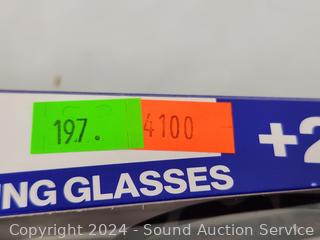 197. 4100
+2
NG GLASSES
Copyright 2024 - Sound Auction Service